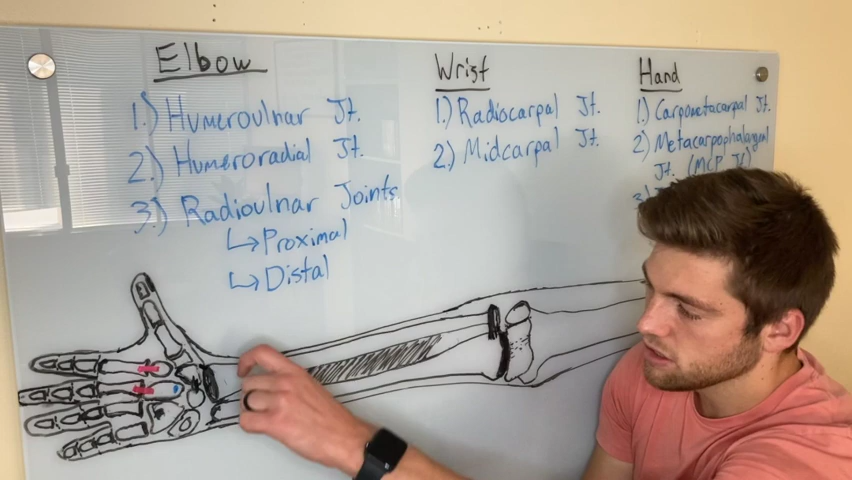 Elbow
1.) Humeroulnar Jt.
2.) Humeroradial Jt.
3.) Radioulnar Joints
↳Proximal
↳Distal
Wrist
1.) Radiocarpal Jt.
2.) Midcarpal Jt.
Hand
1.) Carpometacarpal Jt.
2.) Metacarpophalangeal
Jt. (MCP Jt)
3.)